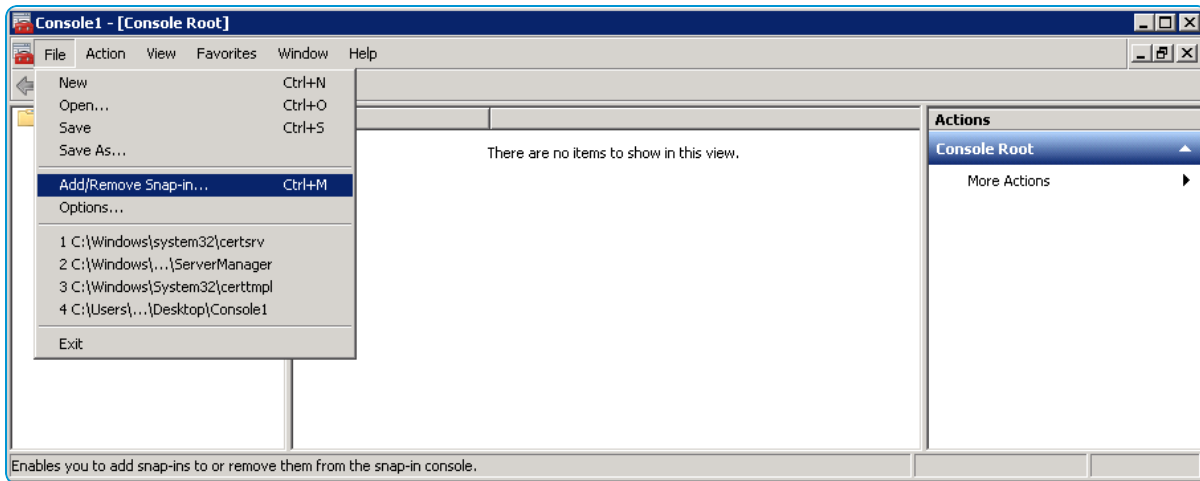 Console1 - [Console Root]
File Action View Favorites Window Help
New Ctrl+N
Open... Ctrl+O
Save Ctrl+S
Save As...
Add/Remove Snap-in... Ctrl+M
Options...
1 C:\Windows\system32\certsrv
2 C:\Windows\...\ServerManager
3 C:\Windows\System32\certtmpl
4 C:\Users\...\Desktop\Console1
Exit
There are no items to show in this view.
Actions
Console Root
More Actions
Enables you to add snap-ins to or remove them from the snap-in console.